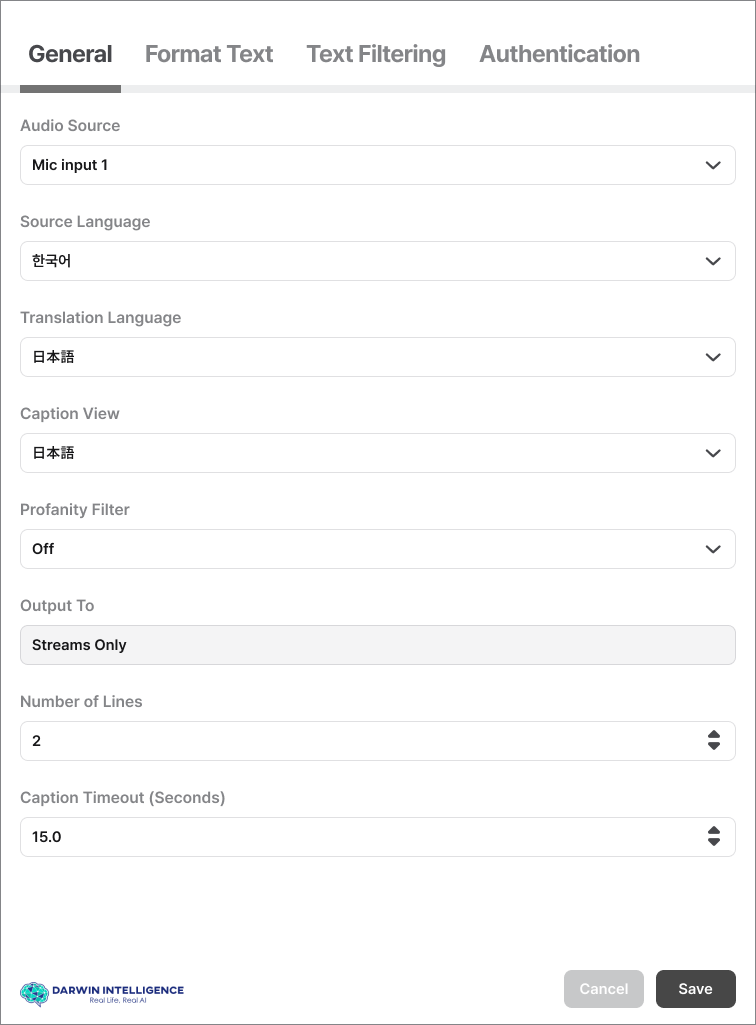 General Format Text Text Filtering Authentication
Audio Source
Mic input 1
Source Language
한국어
Translation Language
日本語
Caption View
日本語
Profanity Filter
Off
Output To
Streams Only
Number of Lines
2
Caption Timeout (Seconds)
15.0
DARWIN INTELLIGENCE
Real Life, Real AI
Cancel Save